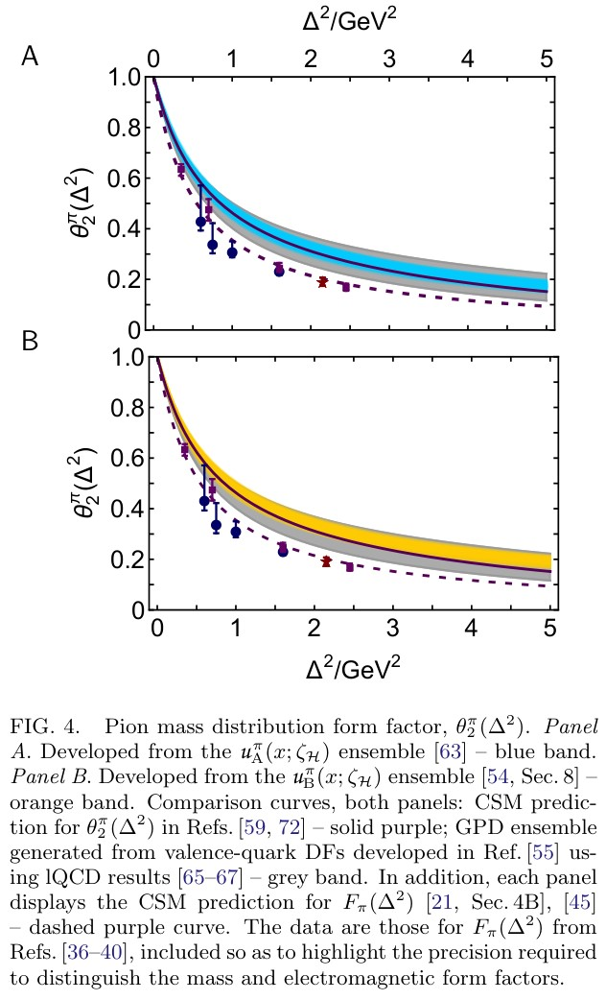 Δ²/GeV²
A
0 1 2 3 4 5
1.0
0.8
0.6
0.4
0.2
0
θ₂^π(Δ²)
B
1.0
0.8
0.6
0.4
0.2
0
θ₂^π(Δ²)
0 1 2 3 4 5
Δ²/GeV²
FIG. 4. Pion mass distribution form factor, θ₂^π(Δ²). Panel
A. Developed from the u_A^π(x; ζ_H) ensemble [63] – blue band.
Panel B. Developed from the u_B^π(x; ζ_H) ensemble [54, Sec. 8] –
orange band. Comparison curves, both panels: CSM predic-
tion for θ₂^π(Δ²) in Refs. [59, 72] – solid purple; GPD ensemble
generated from valence-quark DFs developed in Ref. [55] us-
ing lQCD results [65–67] – grey band. In addition, each panel
displays the CSM prediction for F_π(Δ²) [21, Sec. 4B], [45]
– dashed purple curve. The data are those for F_π(Δ²) from
Refs. [36–40], included so as to highlight the precision required
to distinguish the mass and electromagnetic form factors.